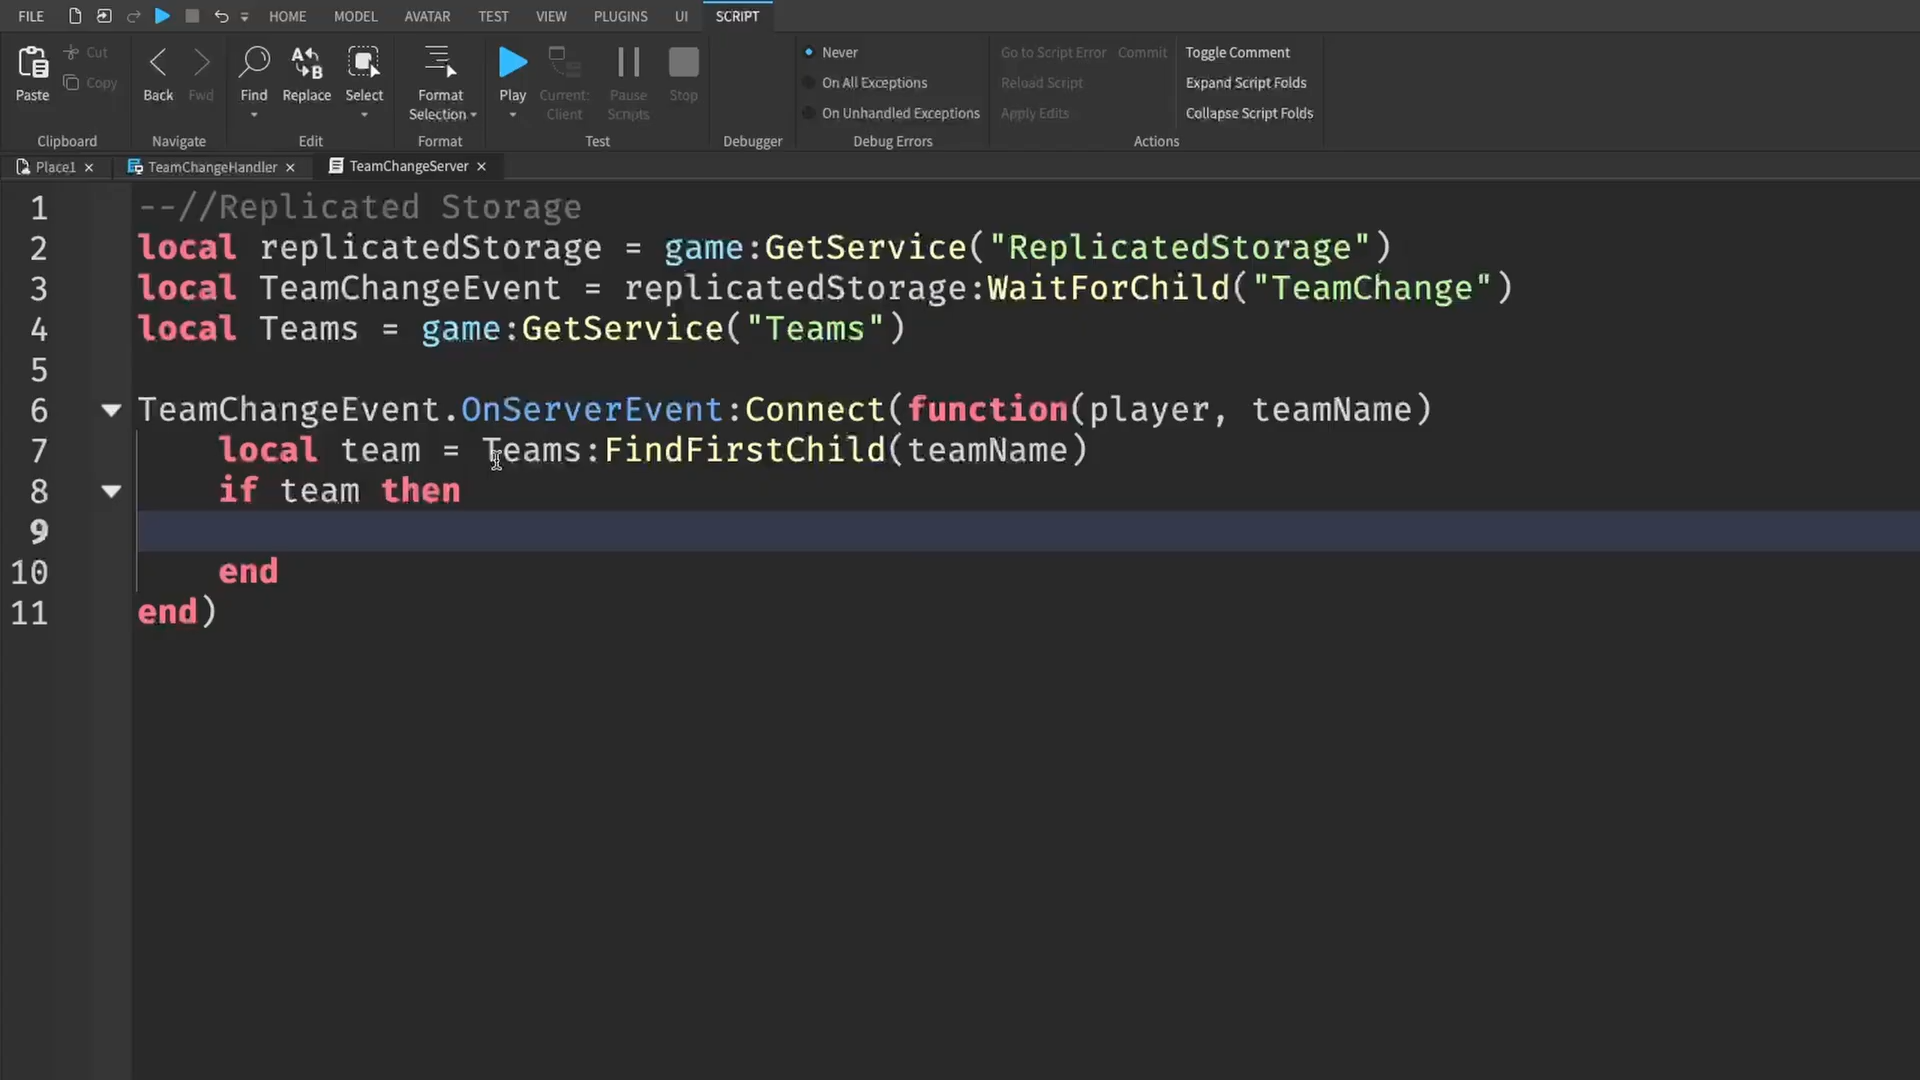 FILE HOME MODEL AVATAR TEST VIEW PLUGINS UI SCRIPT
Paste Cut Copy Clipboard
Back Fwd Navigate
Find Replace Select Edit
Format Selection Format
Play Current: Client Pause Scripts Stop Test
Debugger
Never
On All Exceptions
On Unhandled Exceptions
Debug Errors
Go to Script Error Commit
Reload Script
Apply Edits
Toggle Comment
Expand Script Folds
Collapse Script Folds
Actions
Place1 × TeamChangeHandler × TeamChangeServer ×
1 --//Replicated Storage
2 local replicatedStorage = game:GetService("ReplicatedStorage")
3 local TeamChangeEvent = replicatedStorage:WaitForChild("TeamChange")
4 local Teams = game:GetService("Teams")
5
6 TeamChangeEvent.OnServerEvent:Connect(function(player, teamName)
7 local team = Teams:FindFirstChild(teamName)
8 if team then
9
10 end
11 end)